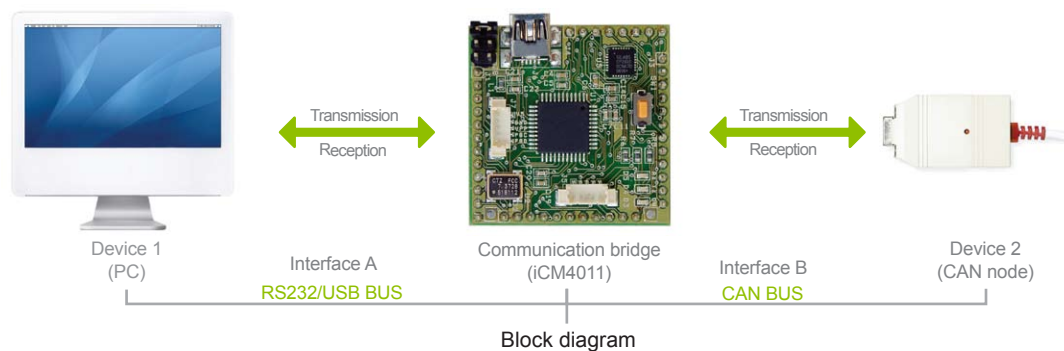 Transmission
Reception
Transmission
Reception
Device 1
(PC)
Interface A
RS232/USB BUS
Communication bridge
(iCM4011)
Interface B
CAN BUS
Device 2
(CAN node)
Block diagram